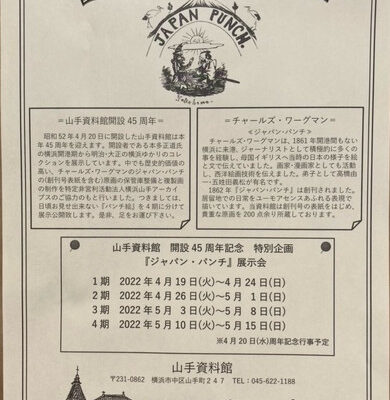 JAPAN PUNCH.
Yokohama.
=山手資料館開設45周年=
昭和52年4月20日に開設した山手資料館は本
年45周年を迎えます。開設者である本多正道氏
の横浜開港期から明治・大正の横浜ゆかりのコレ
クションを展示しています。中でも歴史的価値の
高い、チャールズ・ワーグマンのジャパンパンチ
(創刊号表紙を含む)原画の保管庫整備と複製画
の制作を特定非営利活動法人横浜山手アーカイ
ブスのご協力のもと行いました。つきましては、
日頃お見せ出来ない『パンチ絵』を4期に分けて
展示公開致します。是非、足をお運び下さい。
=チャールズ・ワーグマン=
≪ジャパン・パンチ≫
チャールズ・ワーグマンは、1861年開港間もない
横浜に来港、ジャーナリストとして積極的に多くの
事を経験し、母国イギリスへ当時の日本の様子を絵
と文で伝えていました。画家・漫画家としても活動
し、西洋絵画技術を伝えました。弟子として高橋由
一・五姓田義松が有名です。
1862年『ジャパン・パンチ』は創刊されました。
居留地での日常をユーモアセンスあふれる表現で
描いています。当資料館は創刊号の表紙をはじめ、
貴重な原画を200点余り所蔵しております。
山手資料館 開設45周年記念 特別企画
『ジャパン・パンチ』展示会
1期 2022年4月19日(火)～4月24日(日)
2期 2022年4月26日(火)～5月 1日(日)
3期 2022年5月 3日(火)～5月 8日(日)
4期 2022年5月10日(火)～5月15日(日)
※4月20日(水)周年記念行事予定
山手資料館
〒231-0862 横浜市中区山手町247 TEL:045-622-1188